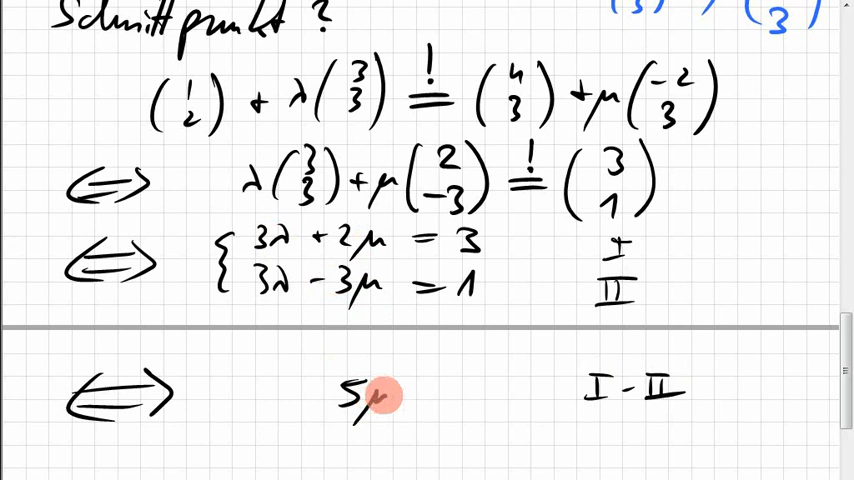 Schnittpunkt?
(1 2) + λ(3 3) =! (4 3) + μ(-2 3)
⇔ λ(3 3) + μ(2 -3) =! (3 1)
⇔ { 3λ + 2μ = 3 I
3λ - 3μ = 1 II
⇔ 5μ I - II